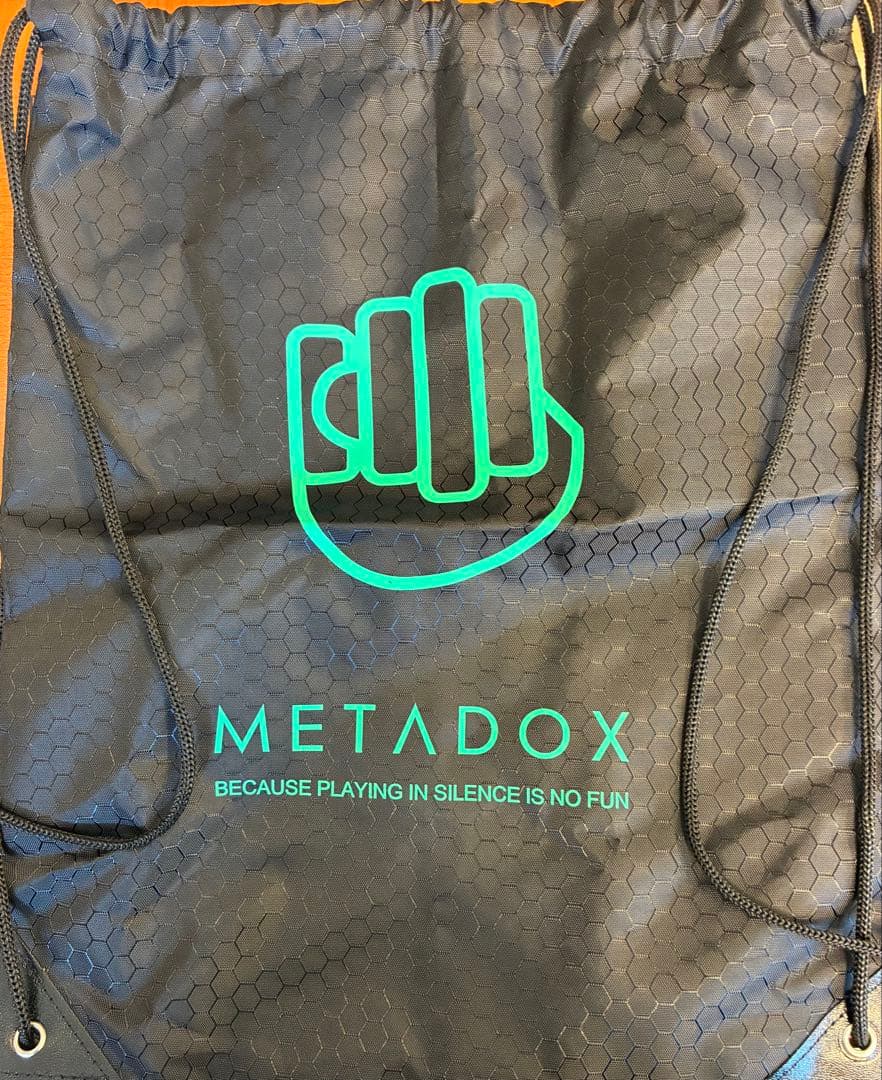 METADOX
BECAUSE PLAYING IN SILENCE IS NO FUN